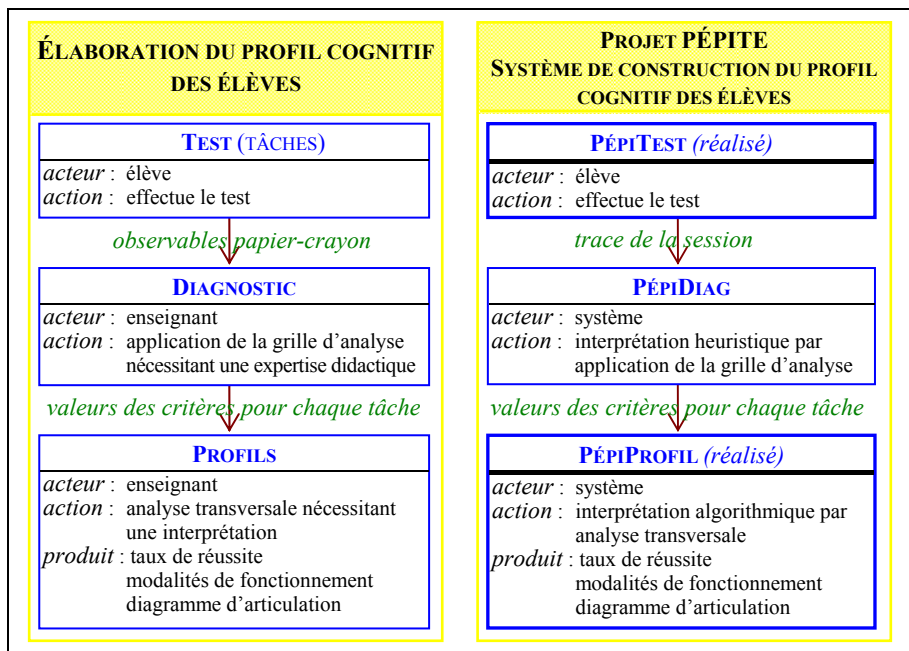 ÉLABORATION DU PROFIL COGNITIF
DES ÉLÈVES
TEST (TÂCHES)
acteur : élève
action : effectue le test
observables papier-crayon
DIAGNOSTIC
acteur : enseignant
action : application de la grille d'analyse
nécessitant une expertise didactique
valeurs des critères pour chaque tâche
PROFILS
acteur : enseignant
action : analyse transversale nécessitant
une interprétation
produit : taux de réussite
modalités de fonctionnement
diagramme d'articulation
PROJET PÉPITE
SYSTÈME DE CONSTRUCTION DU PROFIL
COGNITIF DES ÉLÈVES
PÉPITEST (réalisé)
acteur : élève
action : effectue le test
trace de la session
PÉPIDIAG
acteur : système
action : interprétation heuristique par
application de la grille d'analyse
valeurs des critères pour chaque tâche
PÉPIPROFIL (réalisé)
acteur : système
action : interprétation algorithmique par
analyse transversale
produit : taux de réussite
modalités de fonctionnement
diagramme d'articulation